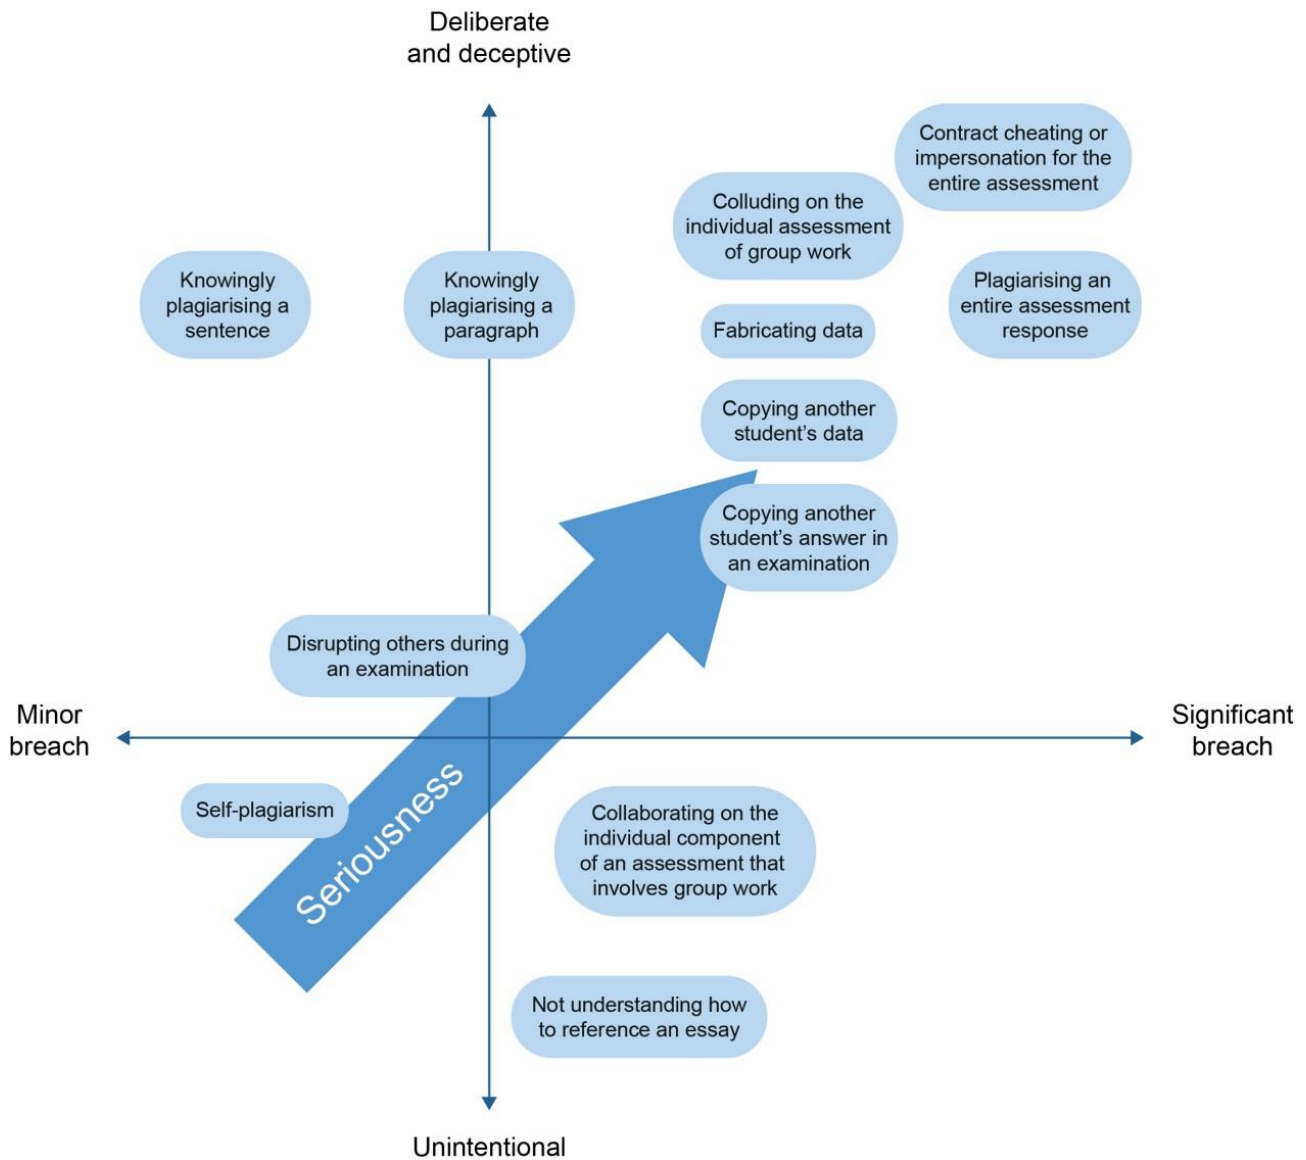 Deliberate
and deceptive
Contract cheating or
impersonation for the
entire assessment
Colluding on the
individual assessment
of group work
Knowingly
plagiarising a
sentence
Knowingly
plagiarising a
paragraph
Plagiarising an
entire assessment
response
Fabricating data
Copying another
student’s data
Copying another
student’s answer in
an examination
Disrupting others during
an examination
Minor
breach
Significant
breach
Self-plagiarism
Seriousness
Collaborating on the
individual component
of an assessment that
involves group work
Not understanding how
to reference an essay
Unintentional